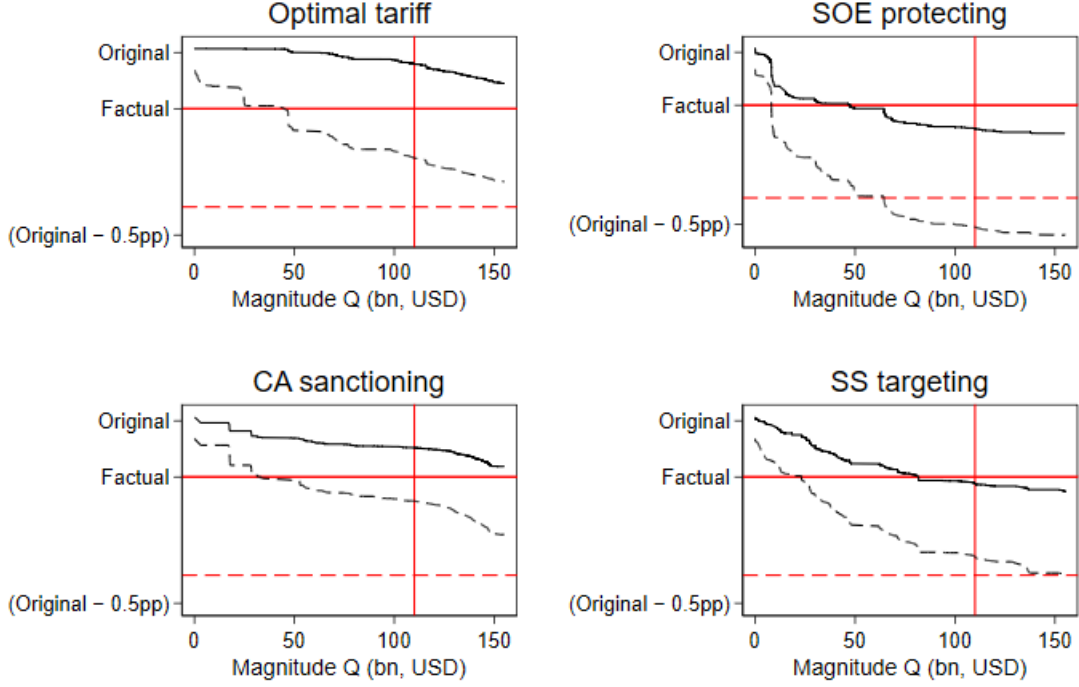 Optimal tariff
Original
Factual
(Original − 0.5pp)
0 50 100 150
Magnitude Q (bn, USD)
SOE protecting
Original
Factual
(Original − 0.5pp)
0 50 100 150
Magnitude Q (bn, USD)
CA sanctioning
Original
Factual
(Original − 0.5pp)
0 50 100 150
Magnitude Q (bn, USD)
SS targeting
Original
Factual
(Original − 0.5pp)
0 50 100 150
Magnitude Q (bn, USD)